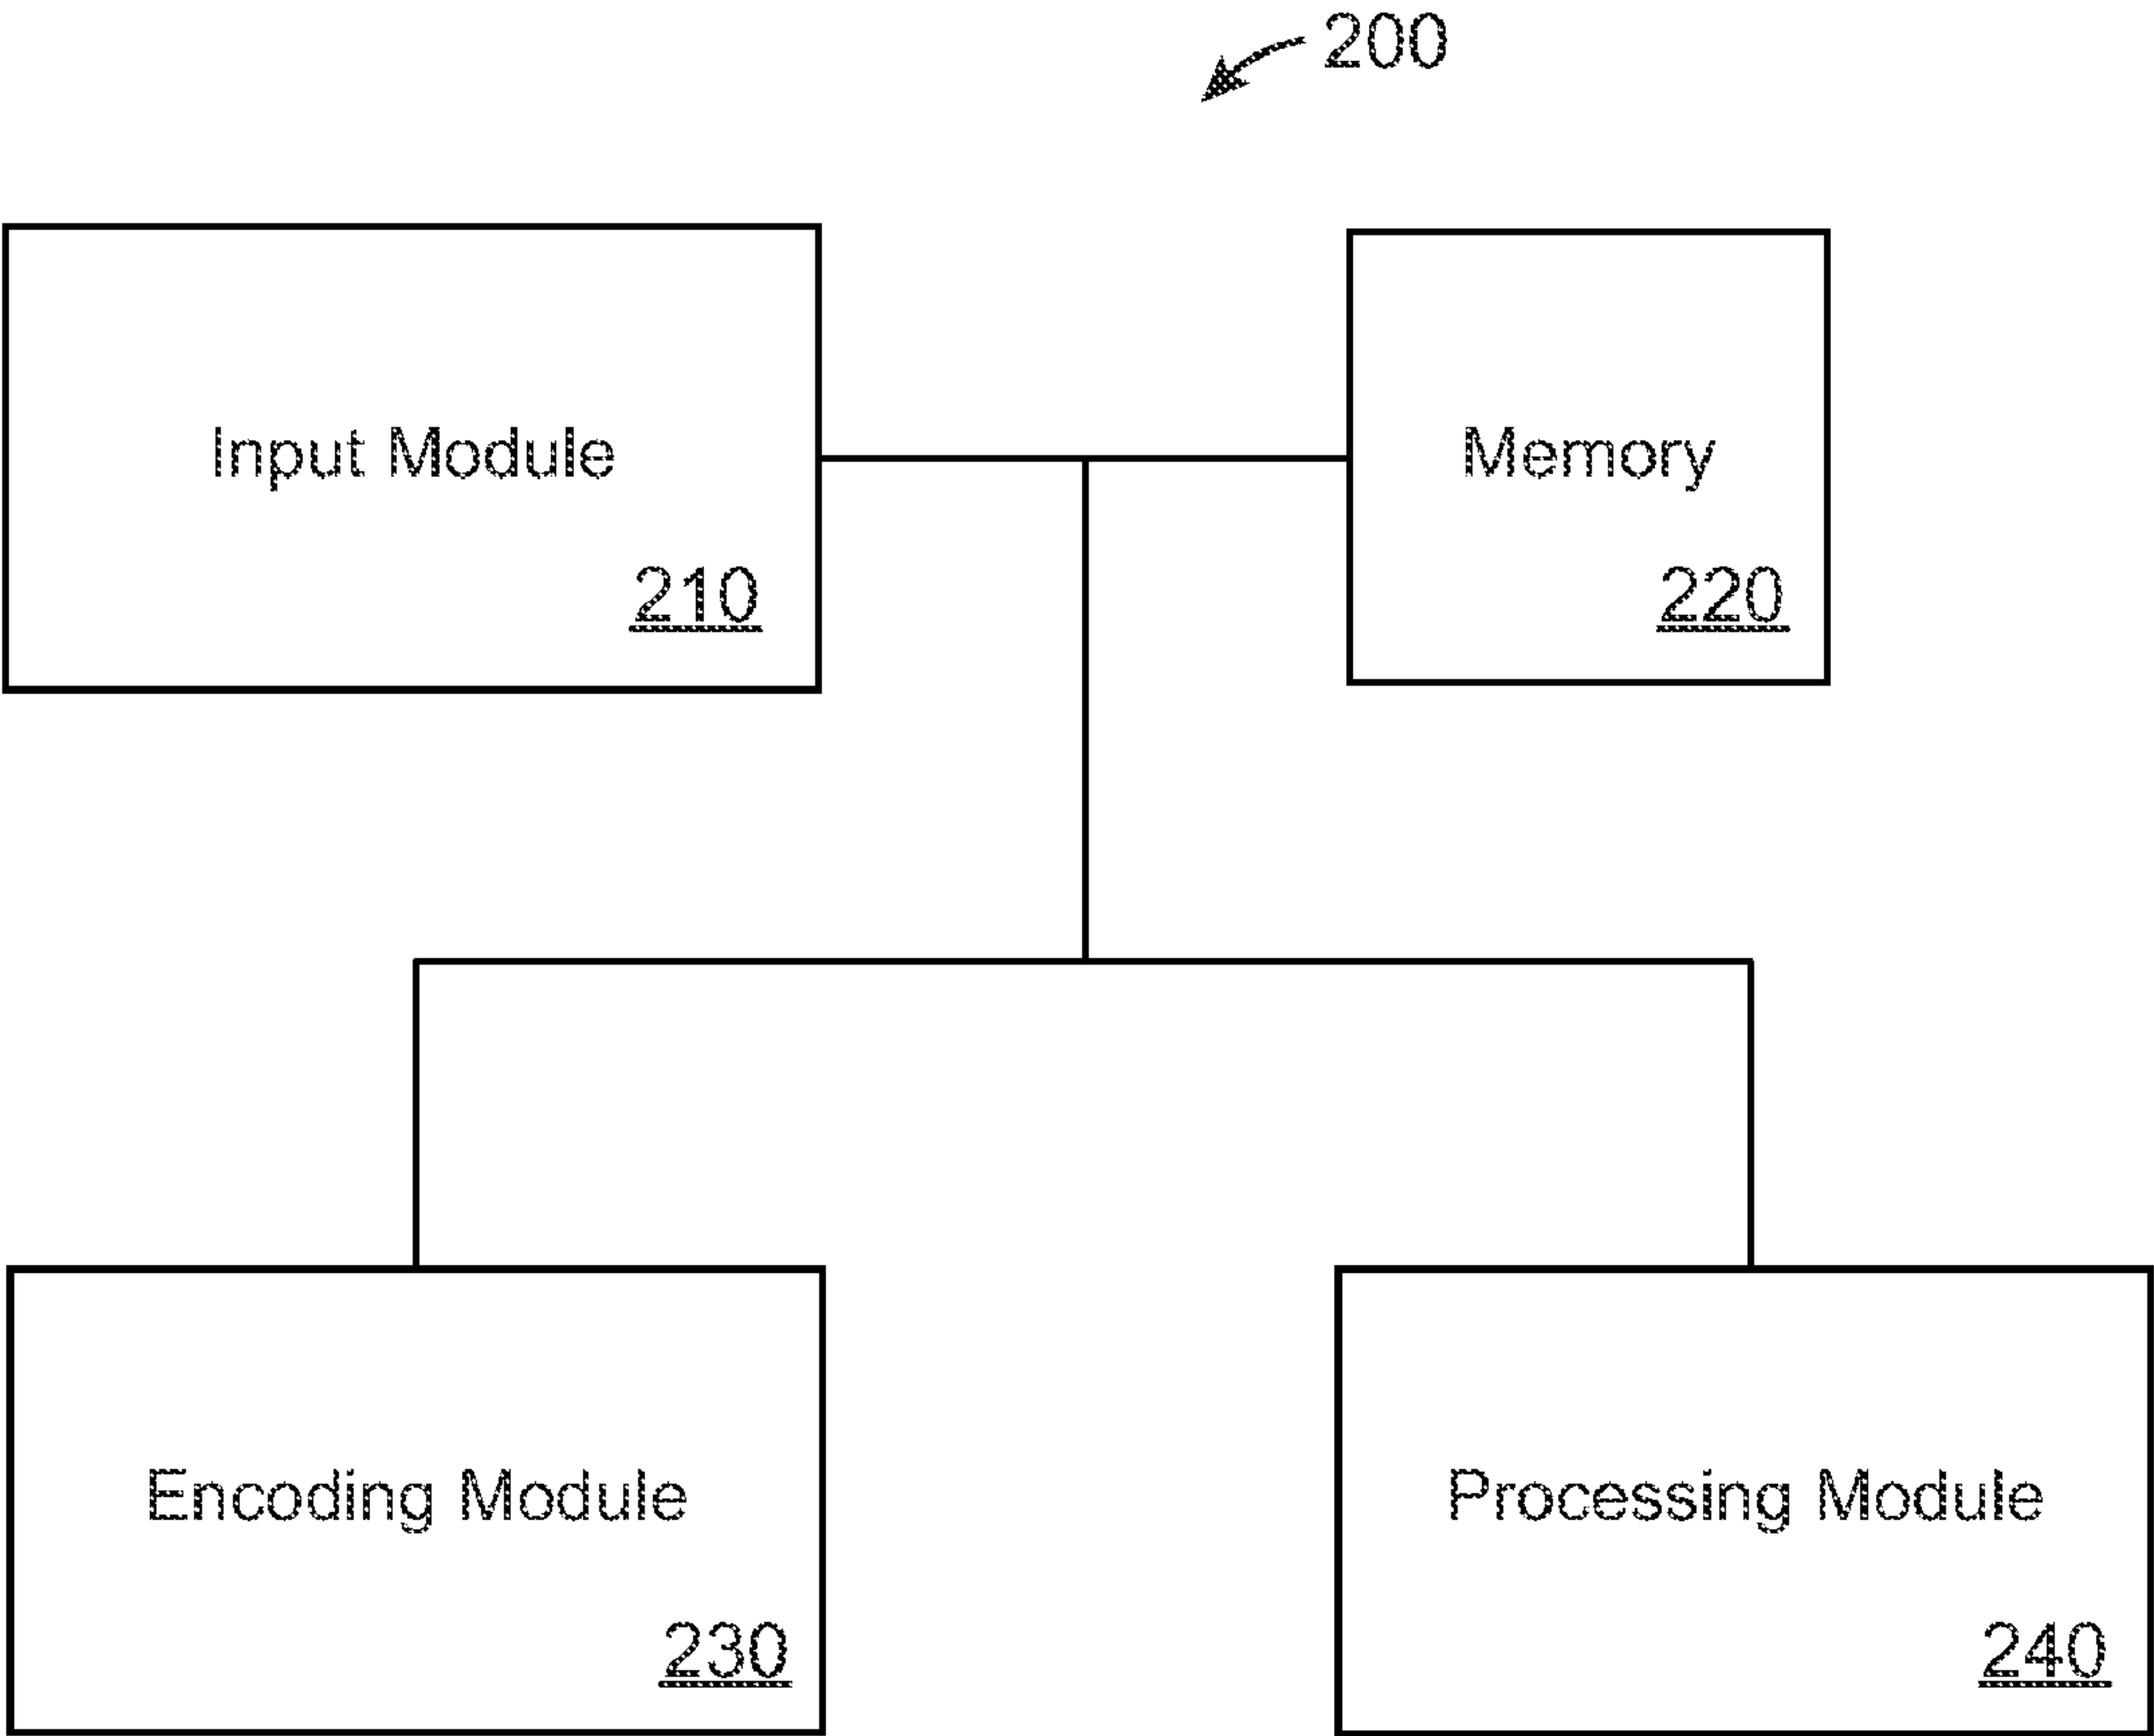 200
Input Module
210
Memory
220
Encoding Module
230
Processing Module
240